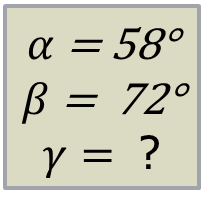 α = 58°
β = 72°
γ = ?